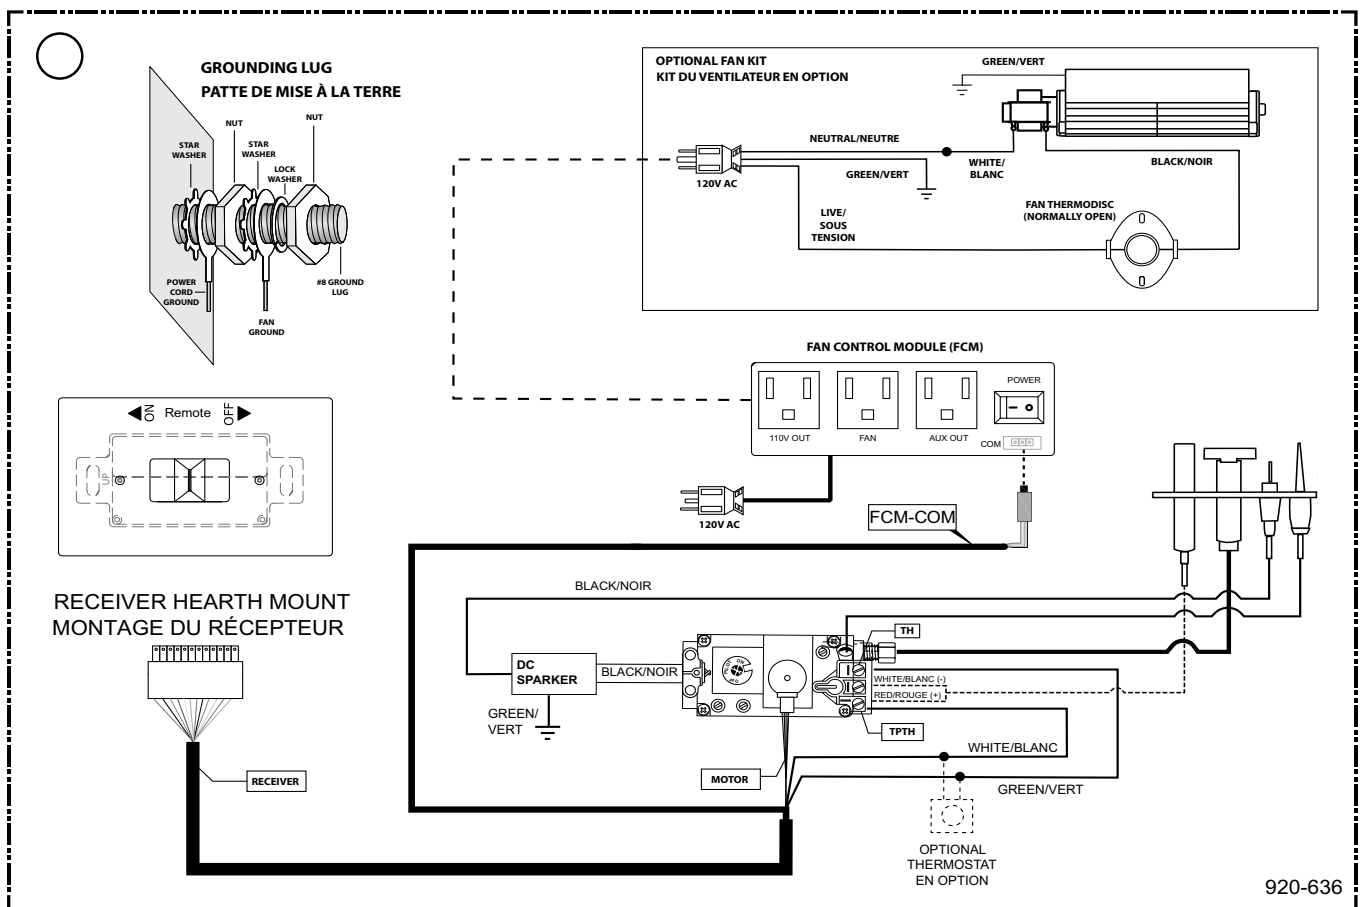 GROUNDING LUG
PATTE DE MISE À LA TERRE
NUT
NUT
STAR
WASHER
STAR
WASHER
LOCK
WASHER
POWER
CORD
GROUND
#8 GROUND
LUG
FAN
GROUND
OPTIONAL FAN KIT
KIT DU VENTILATEUR EN OPTION
GREEN/VERT
NEUTRAL/NEUTRE
120V AC
GREEN/VERT
WHITE/
BLANC
BLACK/NOIR
LIVE/
SOUS
TENSION
FAN THERMODISC
(NORMALLY OPEN)
FAN CONTROL MODULE (FCM)
POWER
110V OUT
FAN
AUX OUT
COM
120V AC
FCM-COM
ON
Remote
OFF
UP
RECEIVER HEARTH MOUNT
MONTAGE DU RÉCEPTEUR
RECEIVER
BLACK/NOIR
DC
SPARKER
BLACK/NOIR
GREEN/
VERT
PILOT
ON
OFF
TH
WHITE/BLANC (-)
RED/ROUGE (+)
TPTH
MOTOR
WHITE/BLANC
GREEN/VERT
OPTIONAL
THERMOSTAT
EN OPTION
920-636